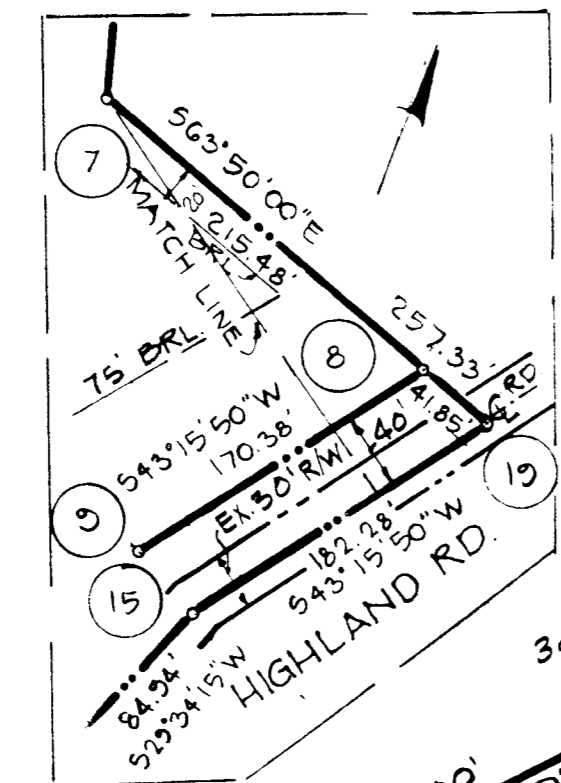 S63°50'00"E
7
28'
215.48'
BRL
MATCH LINE
75' BRL
8
257.33'
41.85'
℄ RD
S43°15'50"W
170.38'
40'
EX. 30' R/W
9
19
15
182.28'
S43°15'50"W
HIGHLAND RD.
84.94'
S29°34'15"W